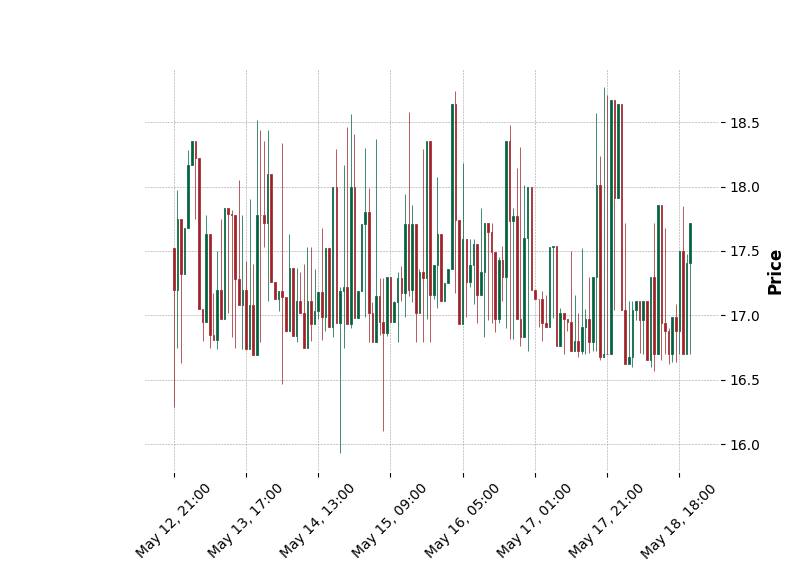 18.5
18.0
17.5
17.0
16.5
16.0
Price
May 12, 21:00
May 13, 17:00
May 14, 13:00
May 15, 09:00
May 16, 05:00
May 17, 01:00
May 17, 21:00
May 18, 18:00